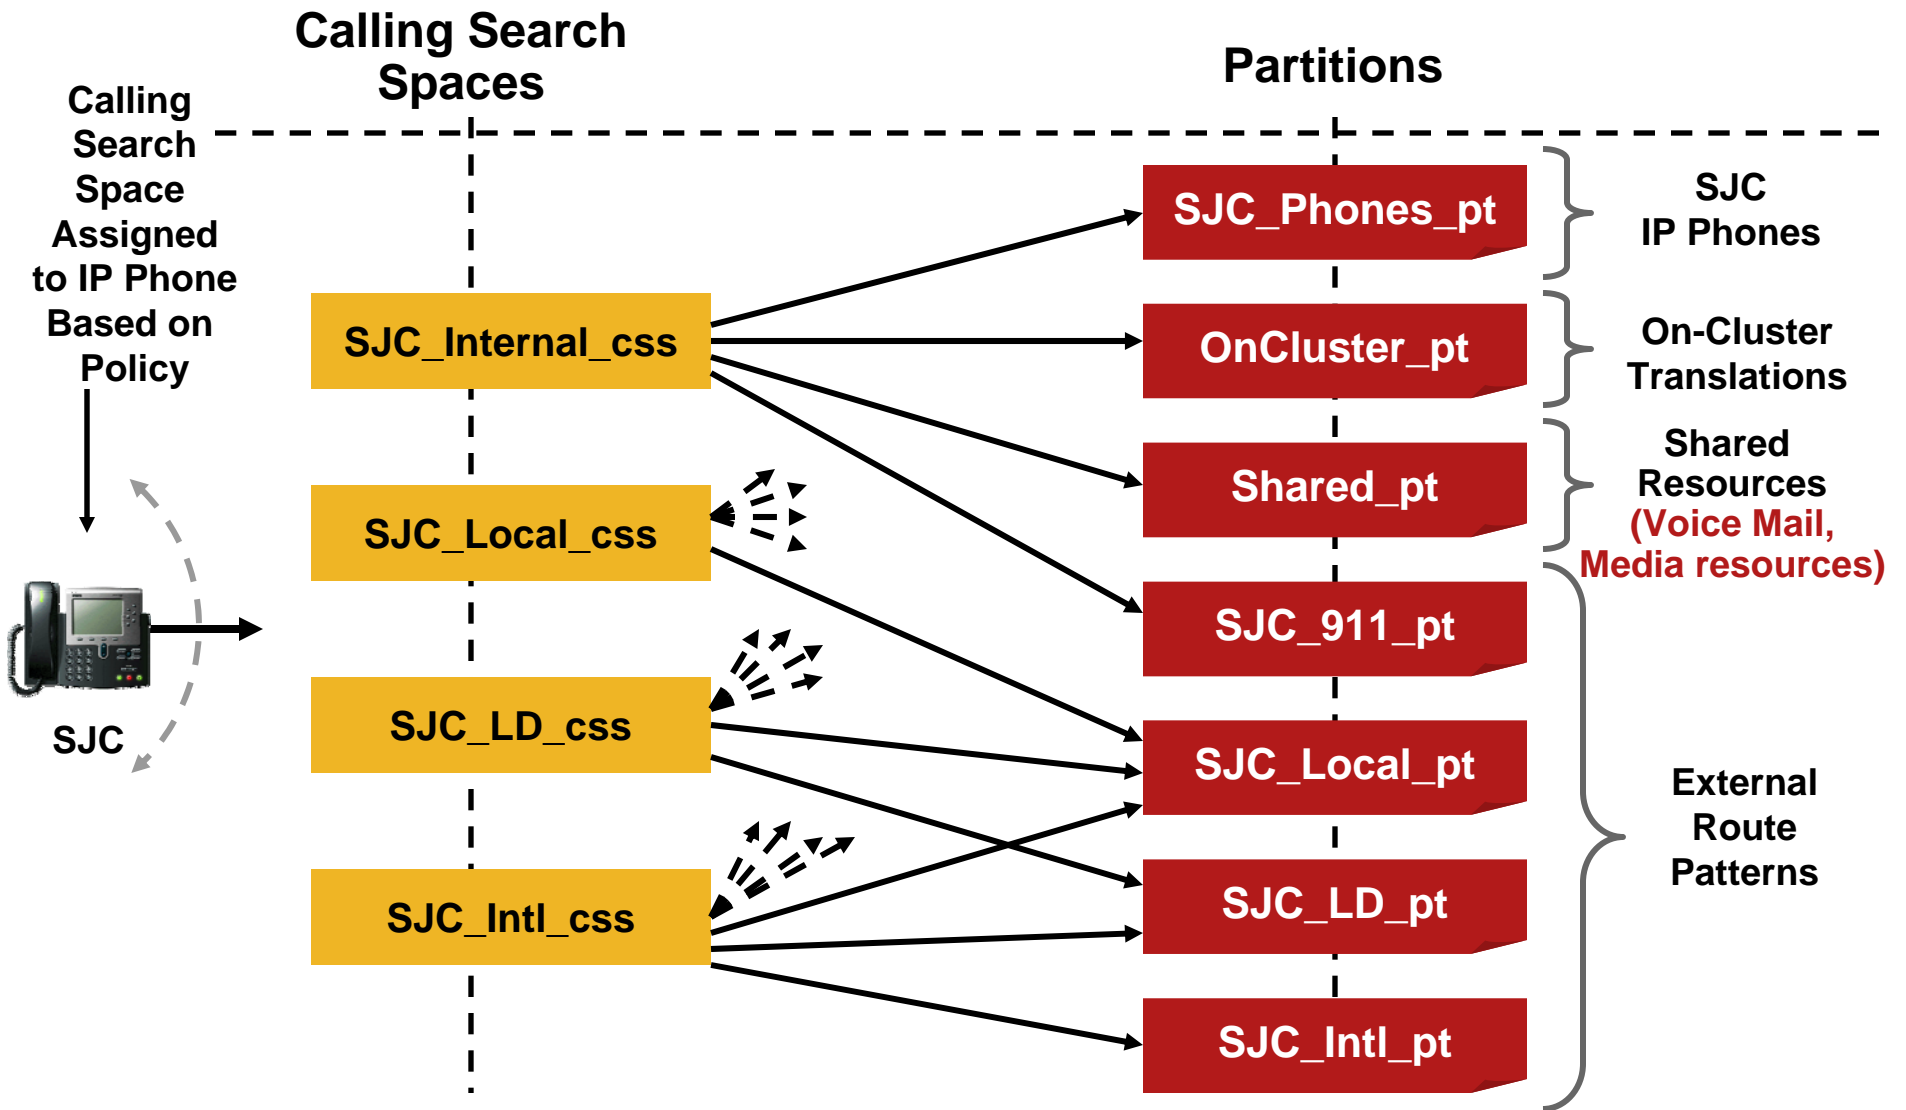 Calling Search
Spaces
Partitions
Calling
Search
Space
Assigned
to IP Phone
Based on
Policy
SJC
SJC_Internal_css
SJC_Local_css
SJC_LD_css
SJC_Intl_css
SJC_Phones_pt
OnCluster_pt
Shared_pt
SJC_911_pt
SJC_Local_pt
SJC_LD_pt
SJC_Intl_pt
SJC
IP Phones
On-Cluster
Translations
Shared
Resources
(Voice Mail,
Media resources)
External
Route
Patterns